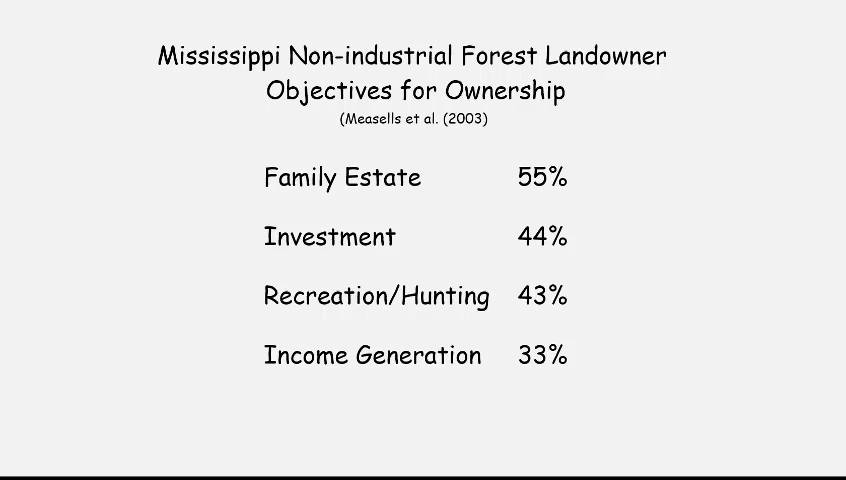 Mississippi Non-industrial Forest Landowner
Objectives for Ownership
(Measells et al. (2003)
Family Estate 55%
Investment 44%
Recreation/Hunting 43%
Income Generation 33%